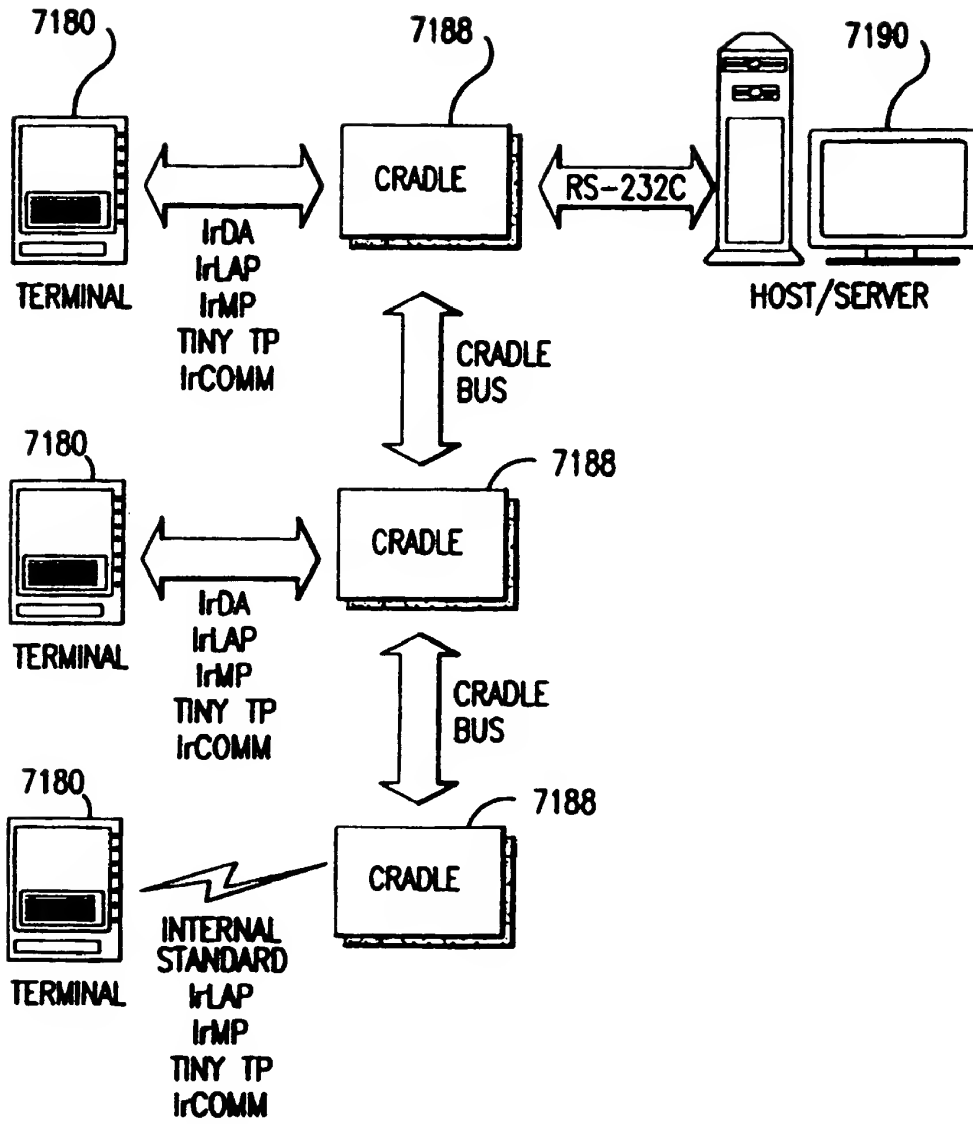 7180
7188
7190
CRADLE
RS-232C
TERMINAL
IrDA
IrLAP
IrMP
TINY TP
IrCOMM
HOST/SERVER
CRADLE
BUS
7180
7188
CRADLE
TERMINAL
IrDA
IrLAP
IrMP
TINY TP
IrCOMM
CRADLE
BUS
7180
7188
CRADLE
TERMINAL
INTERNAL
STANDARD
IrLAP
IrMP
TINY TP
IrCOMM